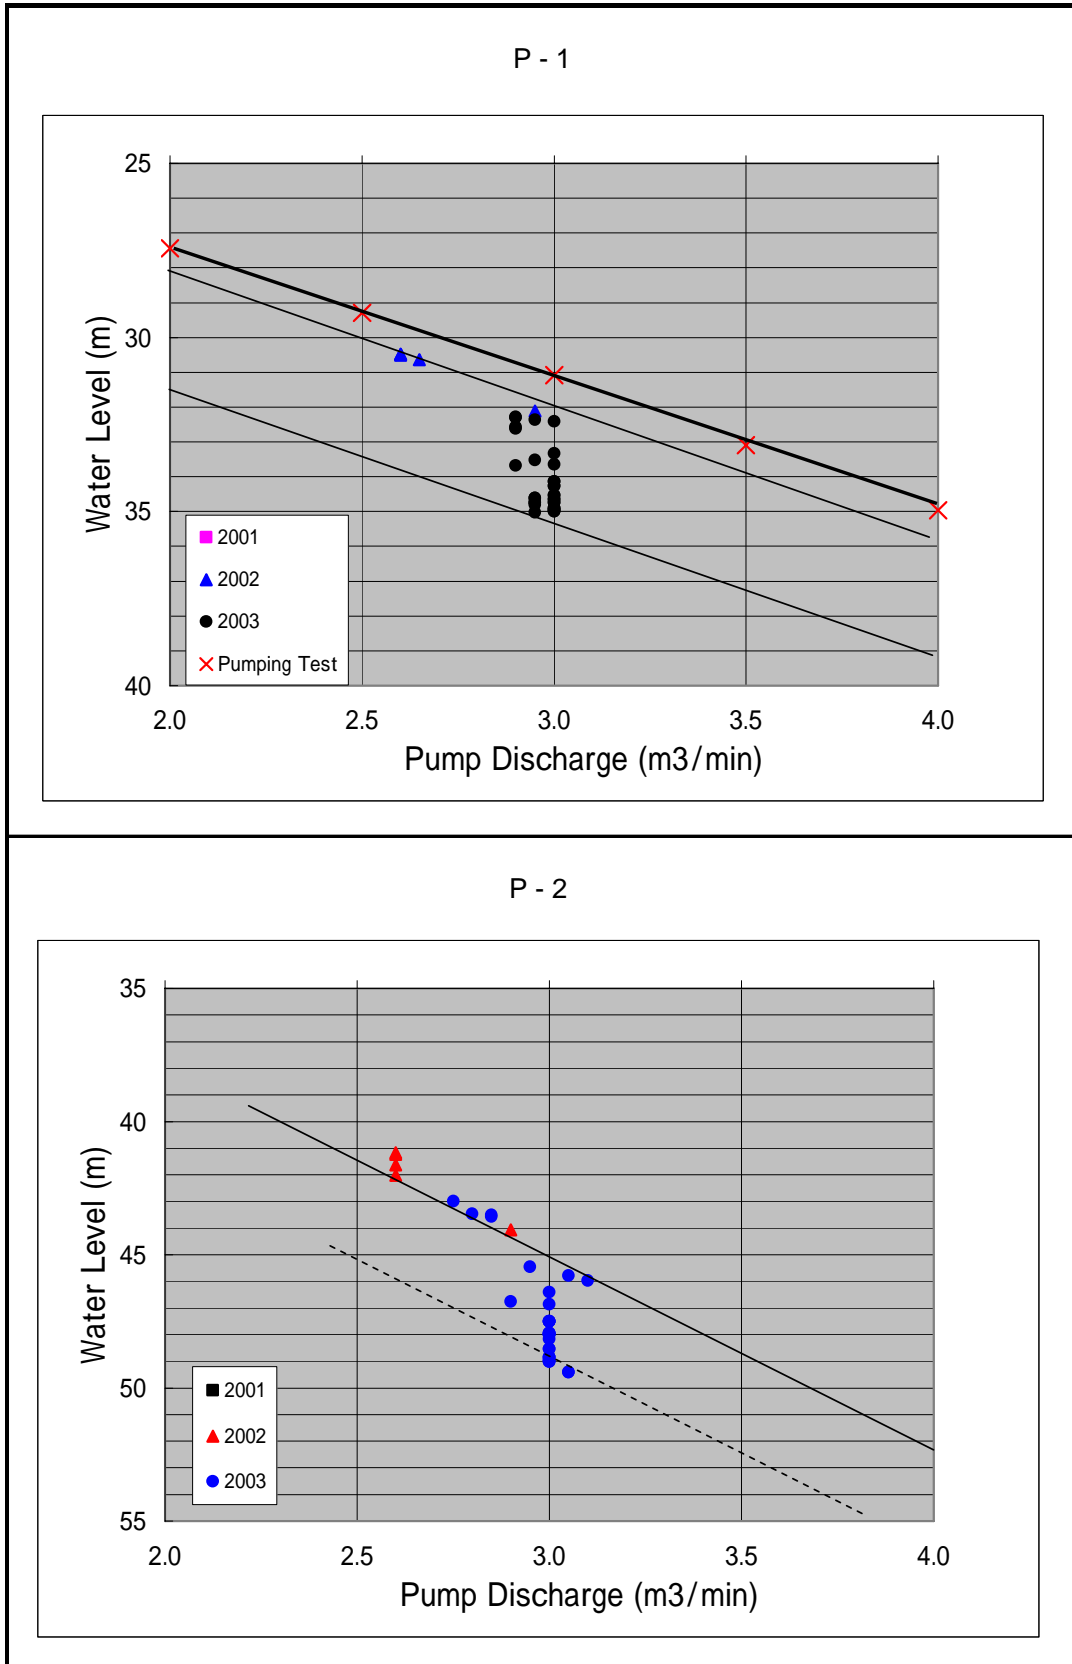 P - 1
25
30
35
40
Water Level (m)
2001
2002
2003
Pumping Test
2.0 2.5 3.0 3.5 4.0
Pump Discharge (m3/min)
P - 2
35
40
45
50
55
Water Level (m)
2001
2002
2003
2.0 2.5 3.0 3.5 4.0
Pump Discharge (m3/min)